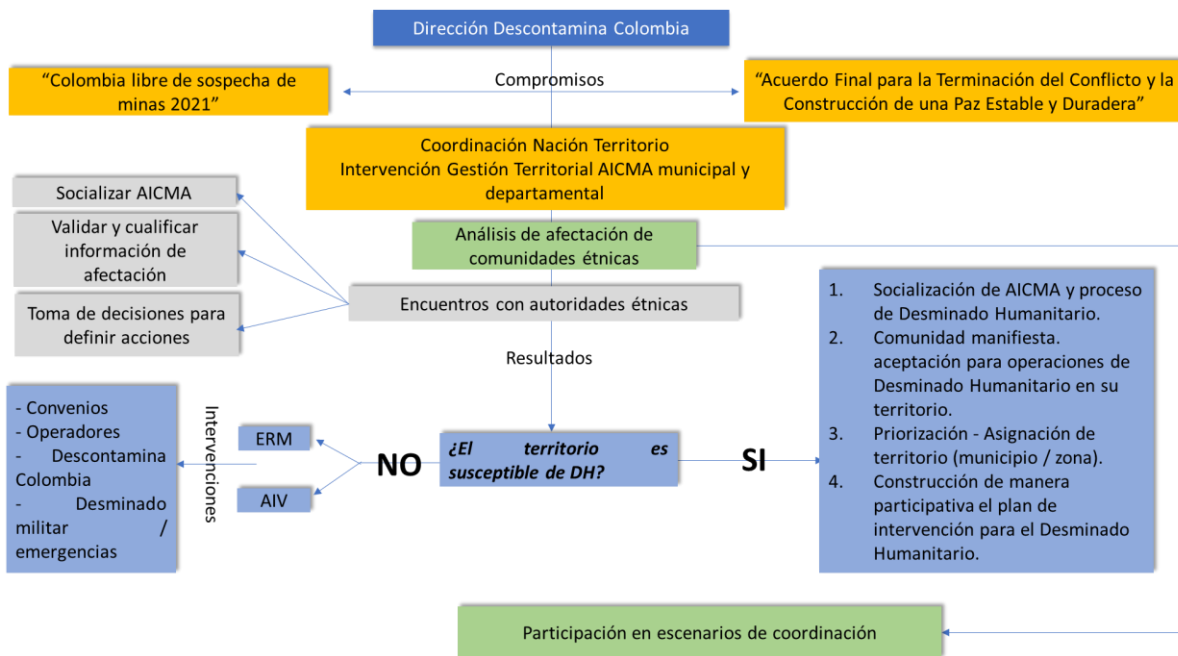 Dirección Descontamina Colombia
Compromisos
“Colombia libre de sospecha de
minas 2021”
“Acuerdo Final para la Terminación del Conflicto y la
Construcción de una Paz Estable y Duradera”
Coordinación Nación Territorio
Intervención Gestión Territorial AICMA municipal y
departamental
Socializar AICMA
Validar y cualificar
información de
afectación
Toma de decisiones para
definir acciones
Análisis de afectación de
comunidades étnicas
Encuentros con autoridades étnicas
Resultados
- Convenios
- Operadores
- Descontamina
Colombia
- Desminado
militar /
emergencias
Intervenciones
ERM
AIV
NO
¿El territorio es
susceptible de DH?
SI
1. Socialización de AICMA y proceso
de Desminado Humanitario.
2. Comunidad manifiesta.
aceptación para operaciones de
Desminado Humanitario en su
territorio.
3. Priorización - Asignación de
territorio (municipio / zona).
4. Construcción de manera
participativa el plan de
intervención para el Desminado
Humanitario.
Participación en escenarios de coordinación